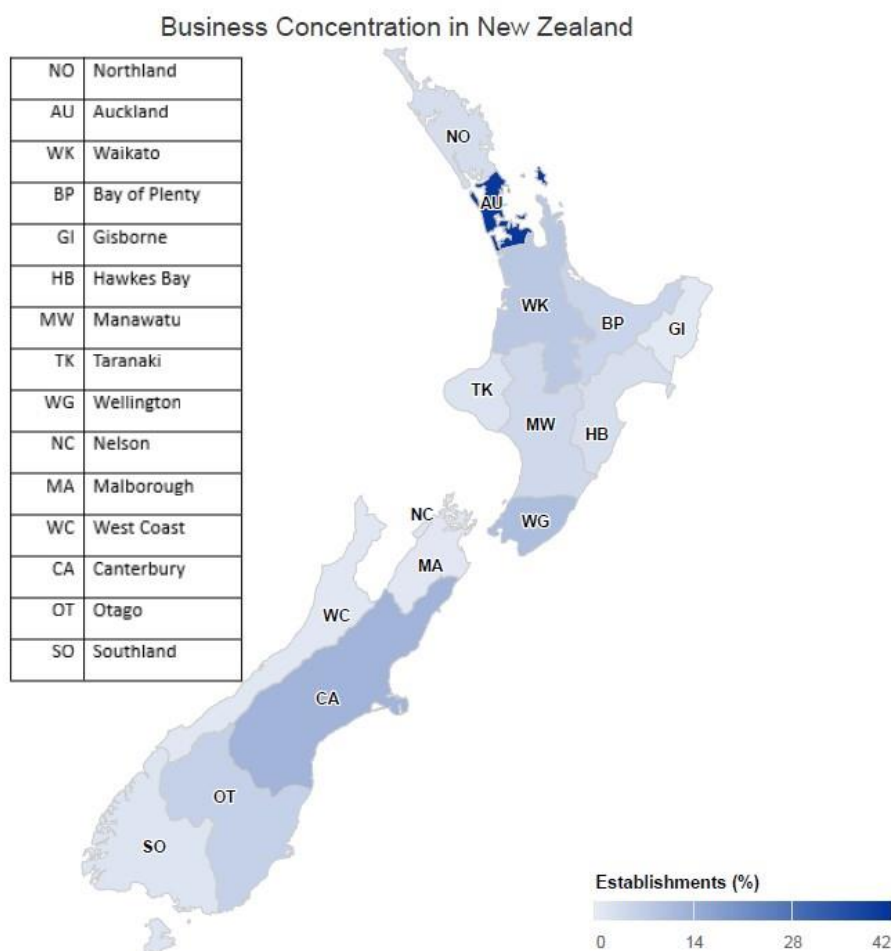 Business Concentration in New Zealand
NO Northland
AU Auckland
WK Waikato
BP Bay of Plenty
GI Gisborne
HB Hawkes Bay
MW Manawatu
TK Taranaki
WG Wellington
NC Nelson
MA Malborough
WC West Coast
CA Canterbury
OT Otago
SO Southland
NO
AU
WK
BP
GI
TK
MW
HB
WG
NC
MA
WC
CA
OT
SO
Establishments (%)
0 14 28 42